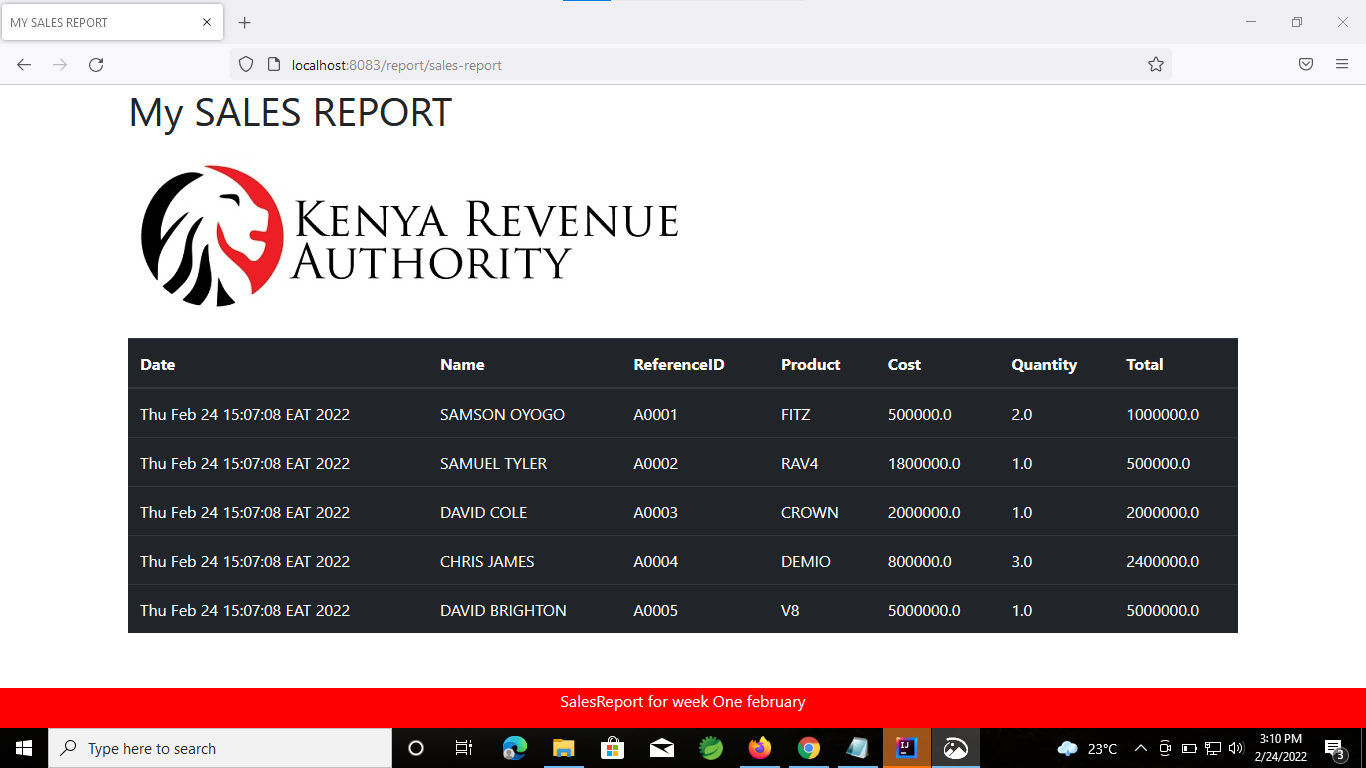 MY SALES REPORT
localhost:8083/report/sales-report
My SALES REPORT
KENYA REVENUE
AUTHORITY
Date Name ReferenceID Product Cost Quantity Total
Thu Feb 24 15:07:08 EAT 2022 SAMSON OYOGO A0001 FITZ 500000.0 2.0 1000000.0
Thu Feb 24 15:07:08 EAT 2022 SAMUEL TYLER A0002 RAV4 1800000.0 1.0 500000.0
Thu Feb 24 15:07:08 EAT 2022 DAVID COLE A0003 CROWN 2000000.0 1.0 2000000.0
Thu Feb 24 15:07:08 EAT 2022 CHRIS JAMES A0004 DEMIO 800000.0 3.0 2400000.0
Thu Feb 24 15:07:08 EAT 2022 DAVID BRIGHTON A0005 V8 5000000.0 1.0 5000000.0
SalesReport for week One february
Type here to search
IJ
23°C
3:10 PM
2/24/2022
3